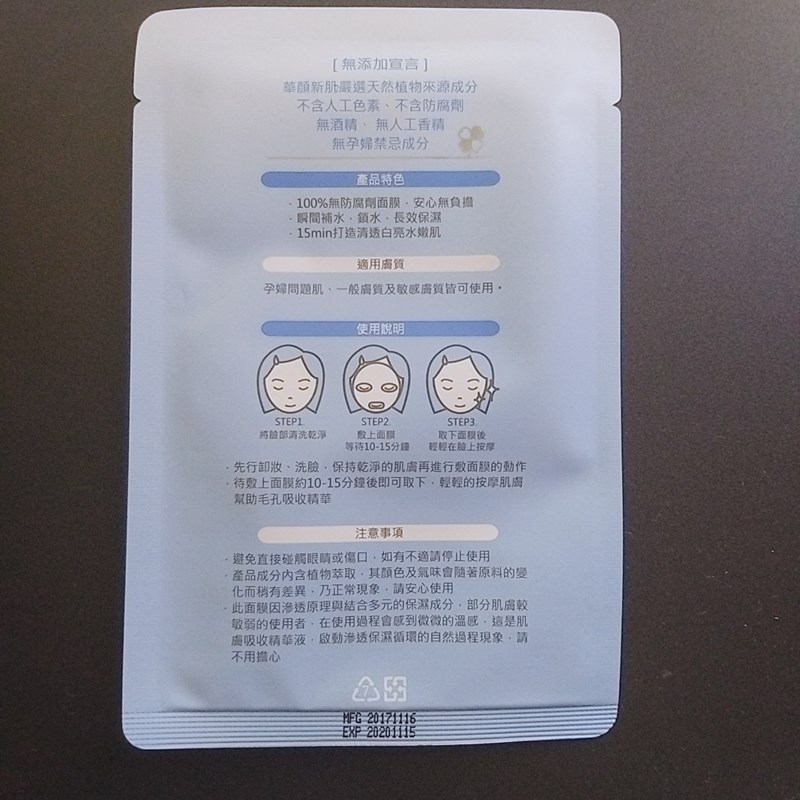 [ 無添加宣言 ]
華顏新肌嚴選天然植物來源成分
不含人工色素、不含防腐劑
無酒精、無人工香精
無孕婦禁忌成分
產品特色
· 100%無防腐劑面膜，安心無負擔
· 瞬間補水，鎖水，長效保濕
· 15min打造清透白亮水嫩肌
適用膚質
孕婦問題肌、一般膚質及敏感膚質皆可使用。
使用說明
STEP1. STEP2. STEP3.
將臉部清洗乾淨 敷上面膜 取下面膜後
等待10-15分鐘 輕輕在臉上按摩
· 先行卸妝、洗臉，保持乾淨的肌膚再進行敷面膜的動作
· 待敷上面膜約10-15分鐘後即可取下，輕輕的按摩肌膚
幫助毛孔吸收精華
注意事項
· 避免直接碰觸眼睛或傷口，如有不適請停止使用
· 產品成分內含植物萃取，其顏色及氣味會隨著原料的變
化而稍有差異，乃正常現象，請安心使用
· 此面膜因滲透原理與結合多元的保濕成分，部分肌膚較
敏弱的使用者，在使用過程會感到微微的溫感，這是肌
膚吸收精華液，啟動滲透保濕循環的自然過程現象，請
不用擔心
7
MFG 20171116
EXP 20201115